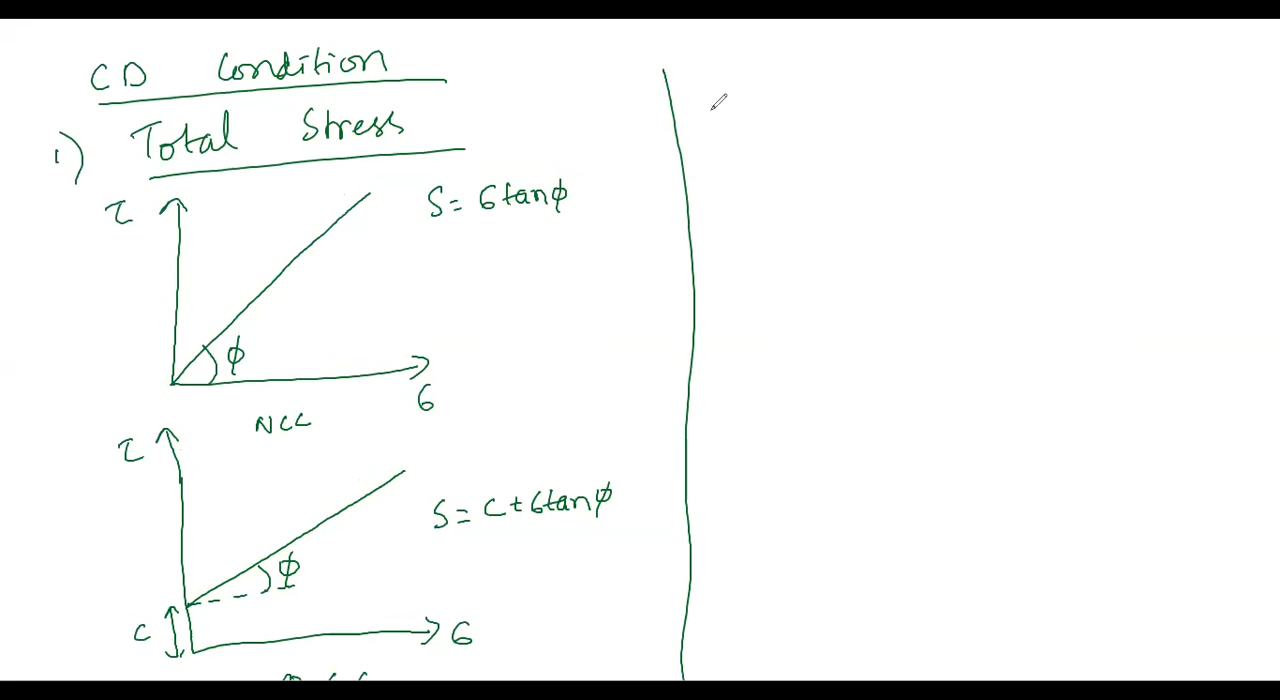 CD Condition
1) Total Stress
τ
S = σ tanϕ
ϕ
σ
NCC
τ
S = C + σ tanϕ
ϕ
C
σ